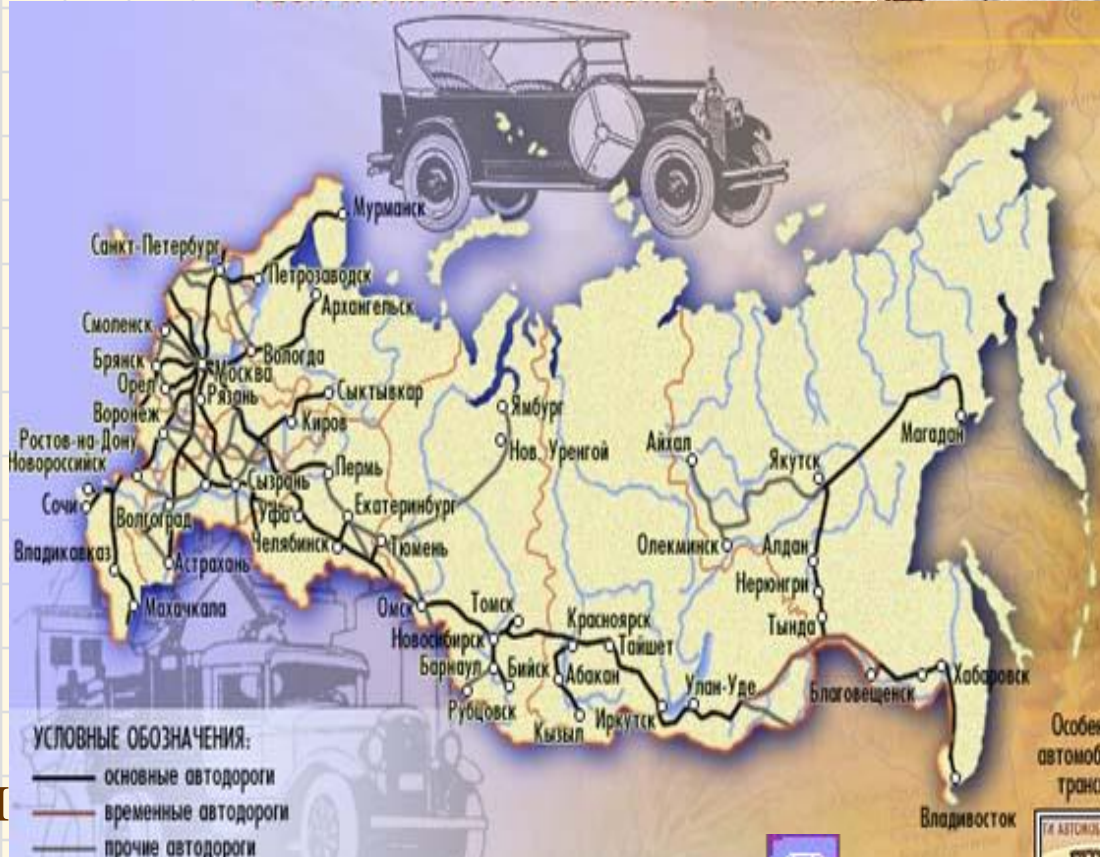 Мурманск
Санкт-Петербург
Петрозаводск
Архангельск
Смоленск
Брянск
Вологда
Москва
Орел
Рязань
Сыктывкар
Воронеж
Киров
Ямбург
Ростов-на-Дону
Новороссийск
Нов. Уренгой
Айхал
Магадан
Якутск
Пермь
Сызрань
Сочи
Волгоград
Уфа
Екатеринбург
Челябинск
Тюмень
Олекминск
Алдан
Владикавказ
Астрахань
Нерюнгри
Махачкала
Омск
Томск
Красноярск
Тында
Новосибирск
Тайшет
Барнаул
Бийск
Абакан
Улан-Уде
Благовещенск
Хабаровск
Рубцовск
Кызыл
Иркутск
Владивосток
УСЛОВНЫЕ ОБОЗНАЧЕНИЯ:
основные автодороги
временные автодороги
прочие автодороги